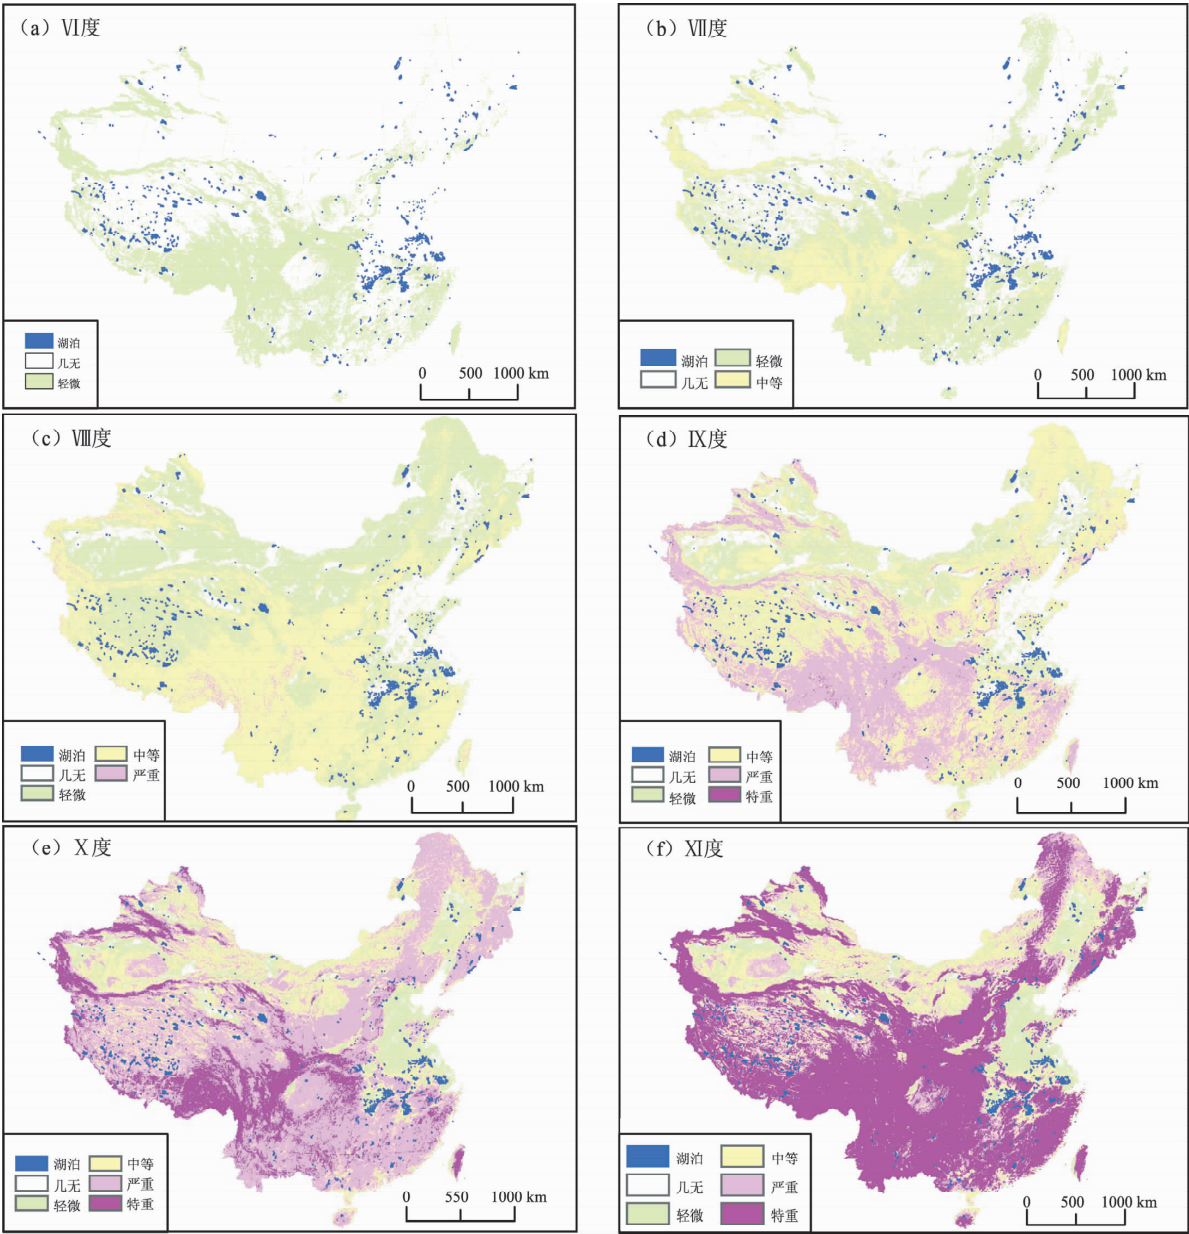 (a) Ⅵ度
湖泊
几无
轻微
0 500 1000 km
(b) Ⅶ度
湖泊 轻微
几无 中等
0 500 1000 km
(c) Ⅷ度
湖泊 中等
几无 严重
轻微
0 500 1000 km
(d) Ⅸ度
湖泊 中等
几无 严重
轻微 特重
0 500 1000 km
(e) Ⅹ度
湖泊 中等
几无 严重
轻微 特重
0 550 1000 km
(f) Ⅺ度
湖泊 中等
几无 严重
轻微 特重
0 500 1000 km